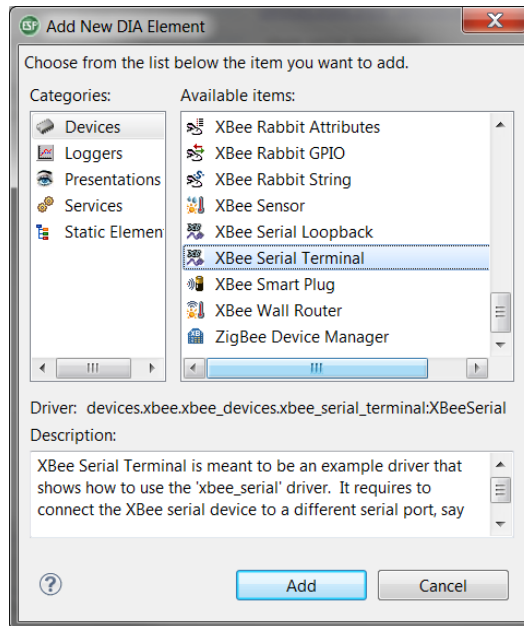 Add New DIA Element
Choose from the list below the item you want to add.
Categories:
Available items:
Devices
Loggers
Presentations
Services
Static Elemen
XBee Rabbit Attributes
XBee Rabbit GPIO
XBee Rabbit String
XBee Sensor
XBee Serial Loopback
XBee Serial Terminal
XBee Smart Plug
XBee Wall Router
ZigBee Device Manager
Driver: devices.xbee.xbee_devices.xbee_serial_terminal:XBeeSerial
Description:
XBee Serial Terminal is meant to be an example driver that
shows how to use the 'xbee_serial' driver. It requires to
connect the XBee serial device to a different serial port, say
Add
Cancel